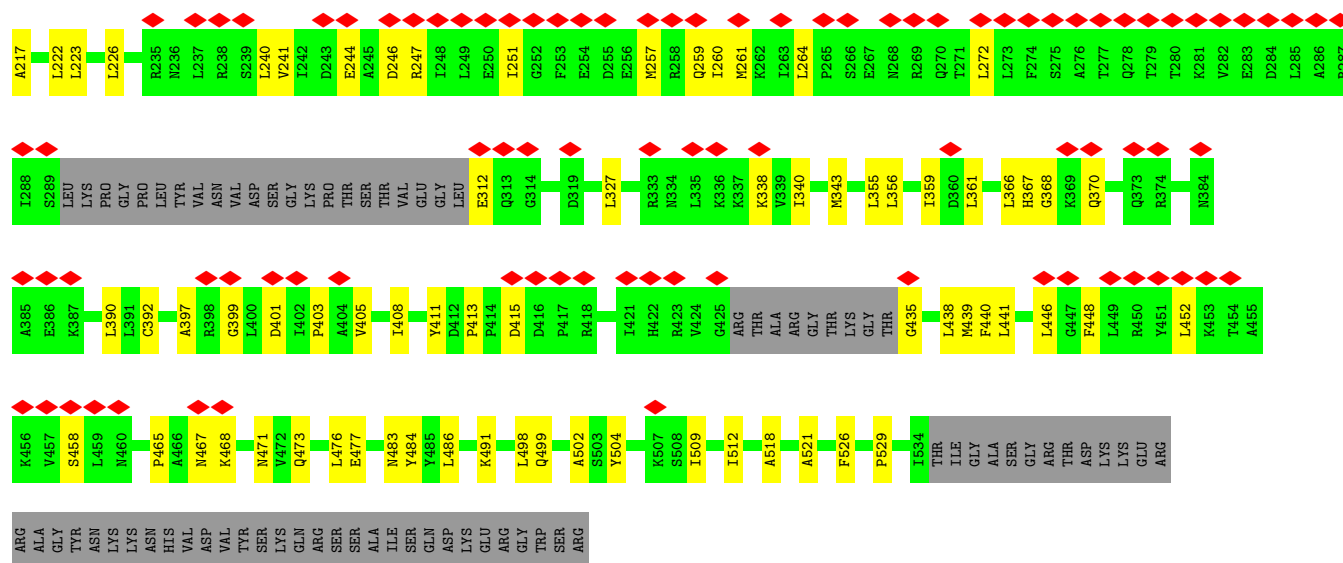 A217 L222 L223 L226 R235 N236 L237 R238 S239 L240 V241 I242 D243 E244 A245 D246 R247 I248 L249 E250 I251 G252 F253 E254 D255 E256 M257 R258 Q259 I260 M261 K262 I263 L264 P265 S266 E267 N268 R269 Q270 T271 L272 L273 F274 S275 A276 T277 Q278 T279 T280 K281 V282 E283 D284 L285 A286 R287
I288 S289 LEU LYS PRO GLY PRO LEU TYR VAL ASN VAL ASP SER GLY LYS PRO THR SER THR VAL GLU GLY LEU E312 Q313 G314 D319 L327 R333 N334 L335 K336 K337 K338 V339 I340 M343 L355 L356 I359 D360 L361 L366 H367 G368 K369 Q370 Q373 R374 N384
A385 E386 K387 L390 L391 C392 A397 R398 G399 L400 D401 I402 P403 A404 V405 I408 Y411 D412 P413 P414 D415 D416 P417 R418 I421 H422 R423 V424 G425 ARG THR ALA ARG GLY THR LYS GLY THR G435 L438 M439 F440 L441 L446 G447 F448 L449 R450 Y451 L452 K453 T454 A455
K456 V457 S458 L459 N460 P465 A466 N467 K468 N471 V472 Q473 L476 E477 N483 Y484 Y485 L486 K491 L498 Q499 A502 S503 Y504 K507 S508 I509 I512 A518 A521 F526 P529 I534 THR ILE GLY ALA SER GLY ARG THR ASP LYS LYS GLU ARG
ARG ALA GLY TYR ASN LYS LYS ASN HIS VAL ASP VAL TYR SER LYS GLN ARG SER SER ALA ILE SER GLN ASP LYS GLU ARG GLY TRP SER ARG